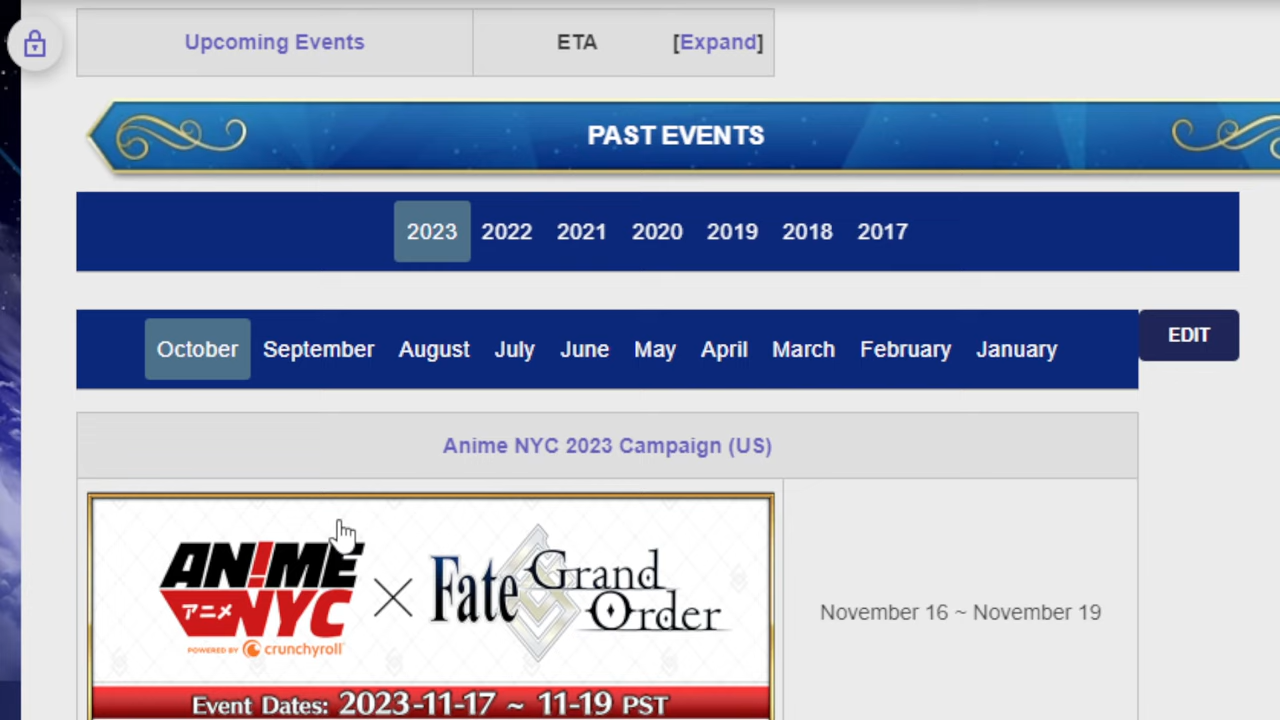 Upcoming Events ETA [Expand]
PAST EVENTS
2023 2022 2021 2020 2019 2018 2017
October September August July June May April March February January
EDIT
Anime NYC 2023 Campaign (US)
AN!ME
アニメ NYC
POWERED BY crunchyroll
×
Fate Grand Order
November 16 ~ November 19
Event Dates: 2023-11-17 ~ 11-19 PST